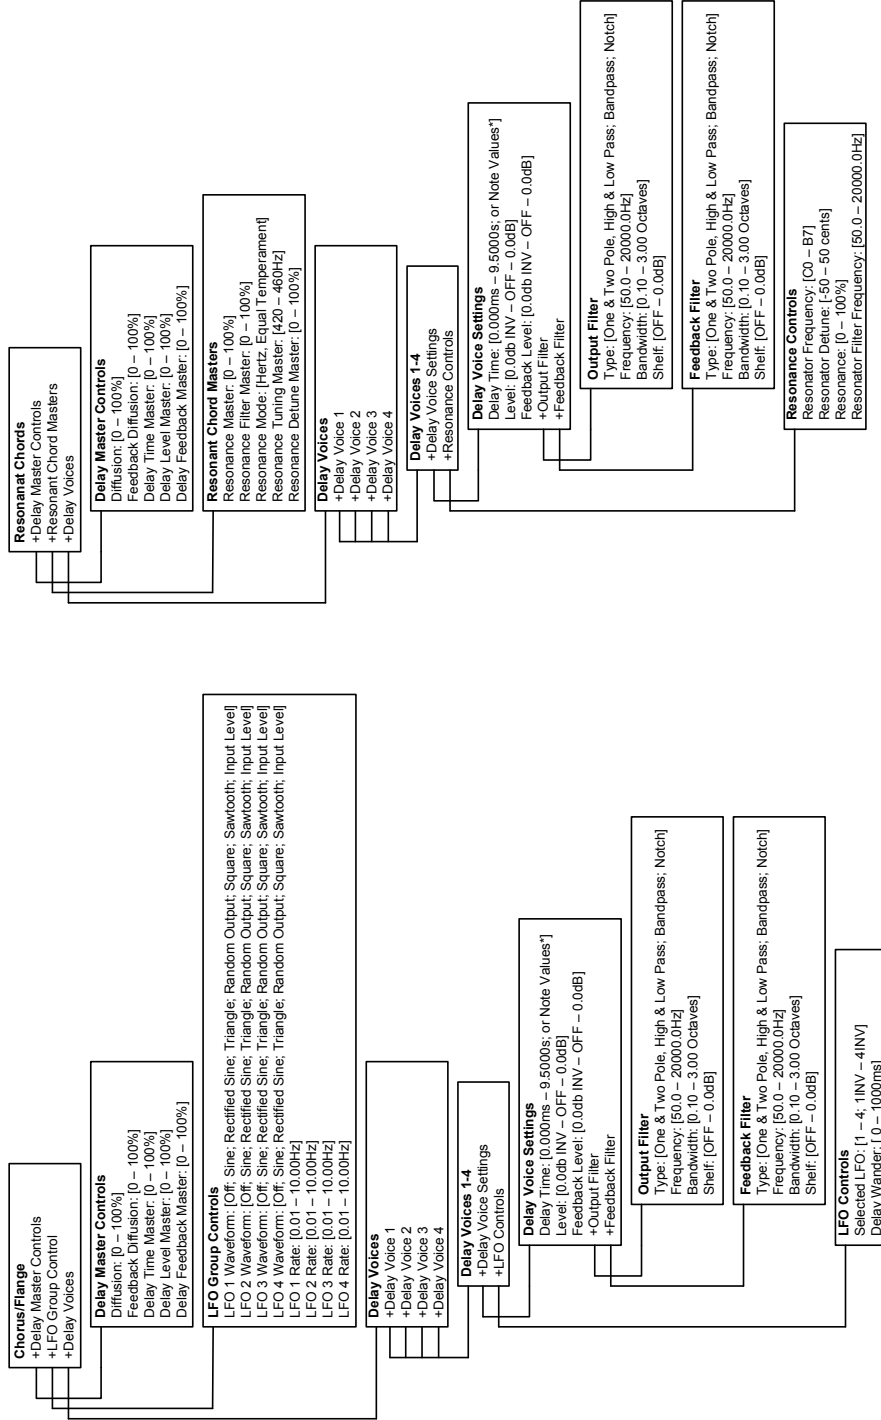 Chorus/Flange
+Delay Master Controls
+LFO Group Control
+Delay Voices
Delay Master Controls
Diffusion: [0 – 100%]
Feedback Diffusion: [0 – 100%]
Delay Time Master: [0 – 100%]
Delay Level Master: [0 – 100%]
Delay Feedback Master: [0 – 100%]
LFO Group Controls
LFO 1 Waveform: [Off; Sine; Rectified Sine; Triangle; Random Output; Square; Sawtooth; Input Level]
LFO 2 Waveform: [Off; Sine; Rectified Sine; Triangle; Random Output; Square; Sawtooth; Input Level]
LFO 3 Waveform: [Off; Sine; Rectified Sine; Triangle; Random Output; Square; Sawtooth; Input Level]
LFO 4 Waveform: [Off; Sine; Rectified Sine; Triangle; Random Output; Square; Sawtooth; Input Level]
LFO 1 Rate: [0.01 – 10.00Hz]
LFO 2 Rate: [0.01 – 10.00Hz]
LFO 3 Rate: [0.01 – 10.00Hz]
LFO 4 Rate: [0.01 – 10.00Hz]
Delay Voices
+Delay Voice 1
+Delay Voice 2
+Delay Voice 3
+Delay Voice 4
Delay Voices 1-4
+Delay Voice Settings
+LFO Controls
Delay Voice Settings
Delay Time: [0.000ms – 9.5000s; or Note Values*]
Level: [0.0db INV – OFF – 0.0dB]
Feedback Level: [0.0db INV – OFF – 0.0dB]
+Output Filter
+Feedback Filter
Output Filter
Type: [One & Two Pole, High & Low Pass; Bandpass; Notch]
Frequency: [50.0 – 20000.0Hz]
Bandwidth: [0.10 – 3.00 Octaves]
Shelf: [OFF – 0.0dB]
Feedback Filter
Type: [One & Two Pole, High & Low Pass; Bandpass; Notch]
Frequency: [50.0 – 20000.0Hz]
Bandwidth: [0.10 – 3.00 Octaves]
Shelf: [OFF – 0.0dB]
LFO Controls
Selected LFO: [1 – 4; 1INV – 4INV]
Delay Wander: [ 0 – 1000ms]
Resonanat Chords
+Delay Master Controls
+Resonant Chord Masters
+Delay Voices
Delay Master Controls
Diffusion: [0 – 100%]
Feedback Diffusion: [0 – 100%]
Delay Time Master: [0 – 100%]
Delay Level Master: [0 – 100%]
Delay Feedback Master: [0 – 100%]
Resonant Chord Masters
Resonance Master: [0 – 100%]
Resonance Filter Master: [0 – 100%]
Resonance Mode: [Hertz, Equal Temperament]
Resonance Tuning Master: [420 – 460Hz]
Resonance Detune Master: [0 – 100%]
Delay Voices
+Delay Voice 1
+Delay Voice 2
+Delay Voice 3
+Delay Voice 4
Delay Voices 1-4
+Delay Voice Settings
+Resonance Controls
Delay Voice Settings
Delay Time: [0.000ms – 9.5000s; or Note Values*]
Level: [0.0db INV – OFF – 0.0dB]
Feedback Level: [0.0db INV – OFF – 0.0dB]
+Output Filter
+Feedback Filter
Output Filter
Type: [One & Two Pole, High & Low Pass; Bandpass; Notch]
Frequency: [50.0 – 20000.0Hz]
Bandwidth: [0.10 – 3.00 Octaves]
Shelf: [OFF – 0.0dB]
Feedback Filter
Type: [One & Two Pole, High & Low Pass; Bandpass; Notch]
Frequency: [50.0 – 20000.0Hz]
Bandwidth: [0.10 – 3.00 Octaves]
Shelf: [OFF – 0.0dB]
Resonance Controls
Resonator Frequency: [C0 – B7]
Resonator Detune: [-50 – 50 cents]
Resonance: [0 – 100%]
Resonator Filter Frequency: [50.0 – 20000.0Hz]